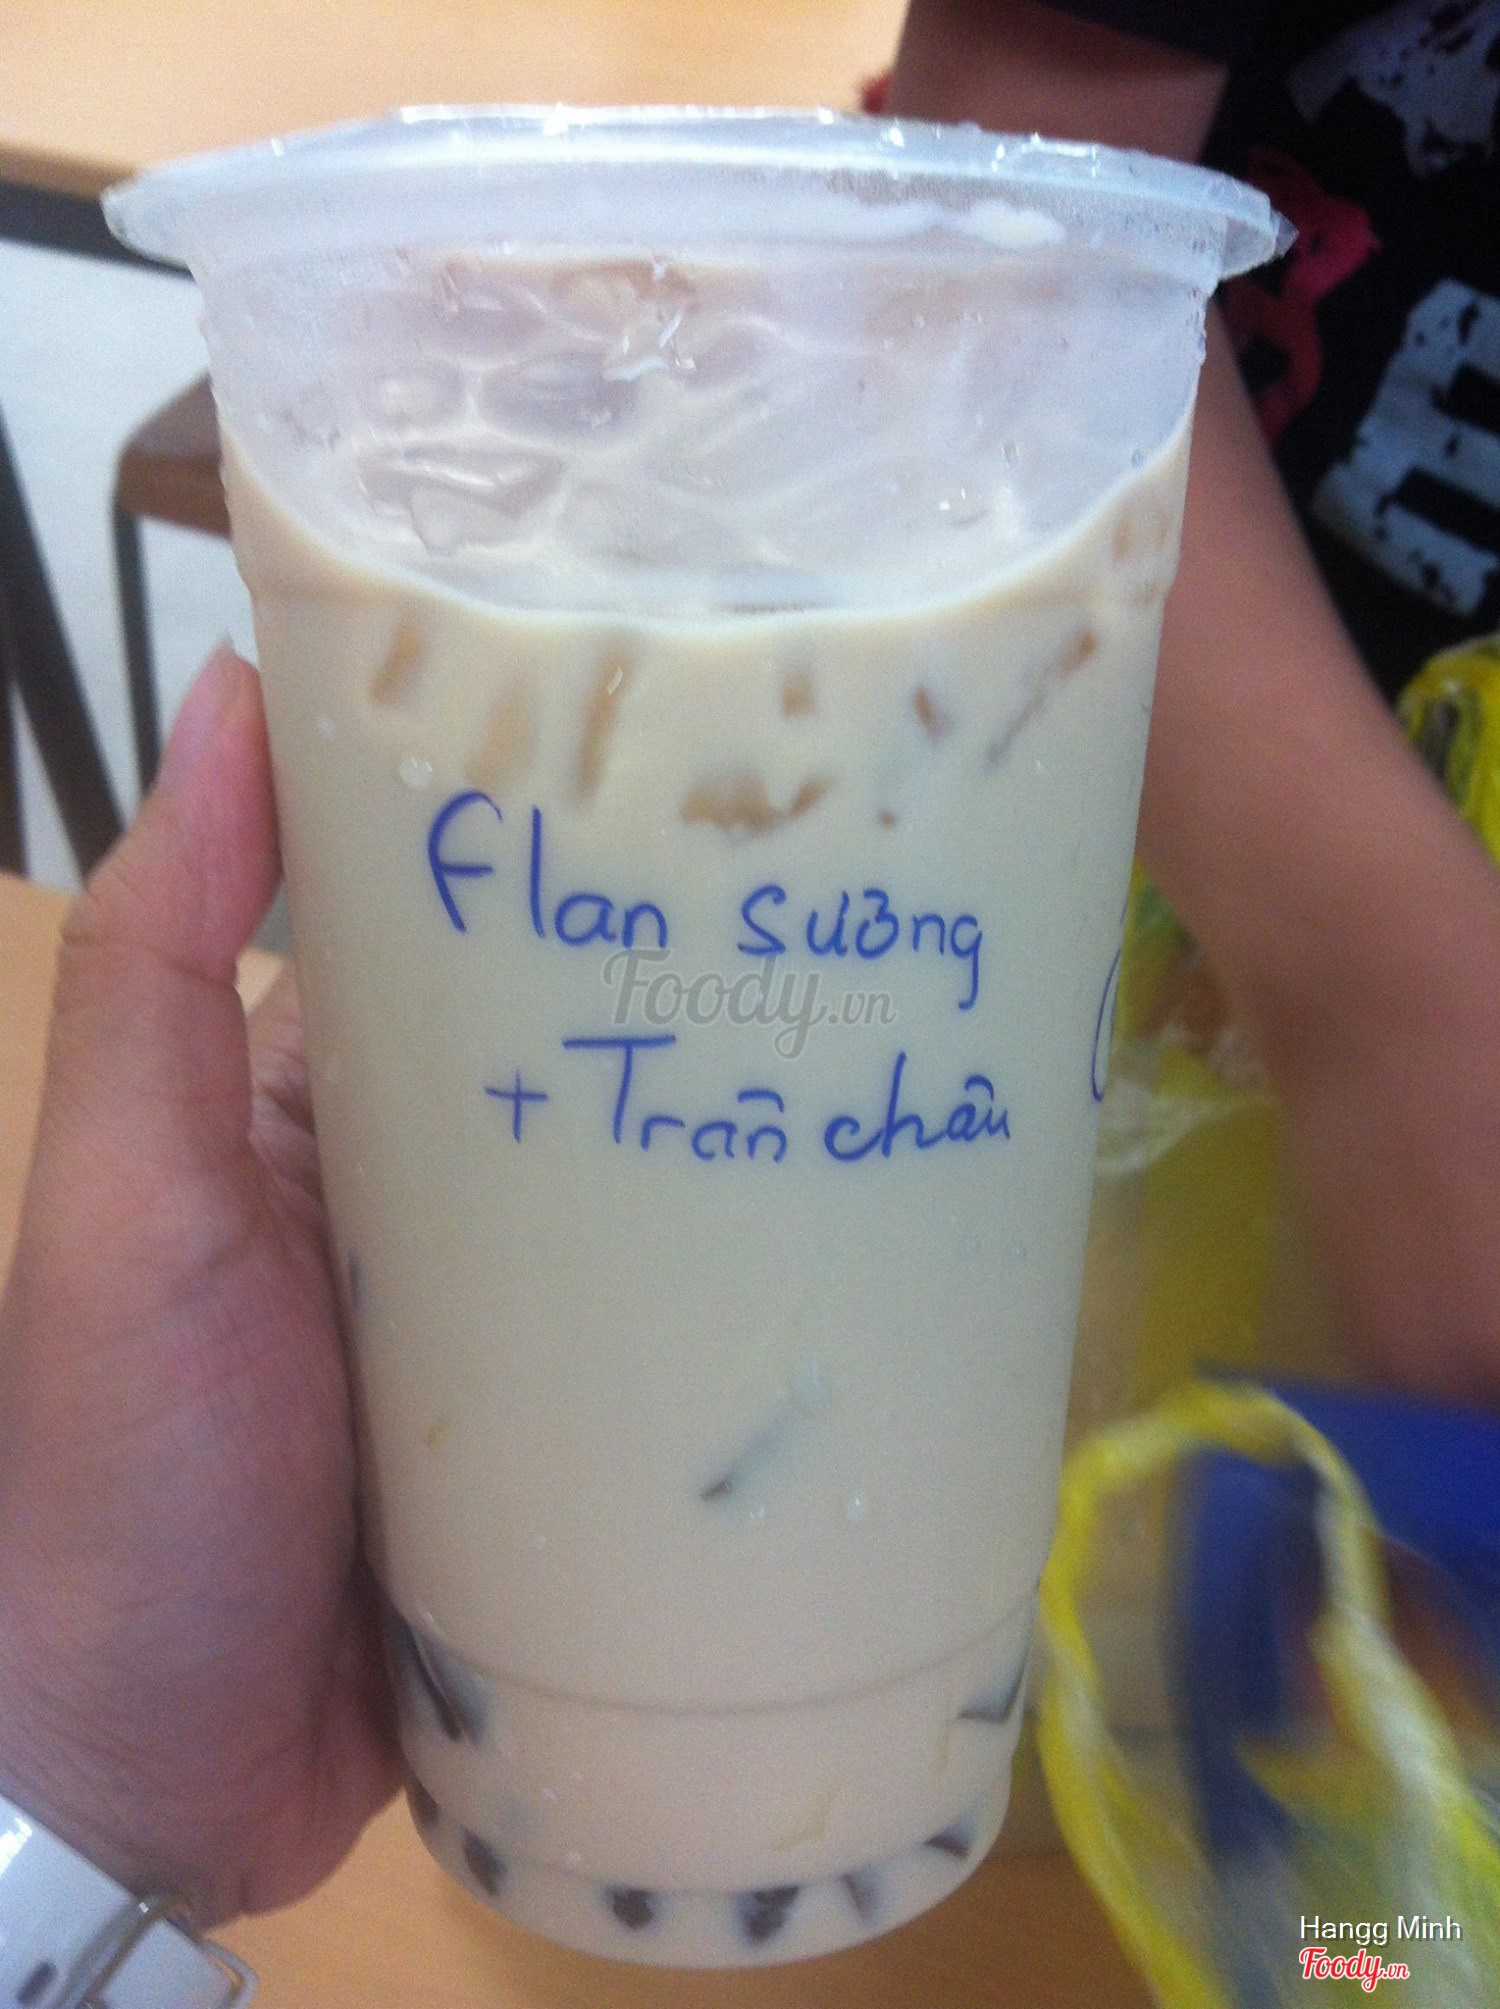 Flan sương
Foody.vn
+ Trân châu
Hangg Minh
Foody.vn